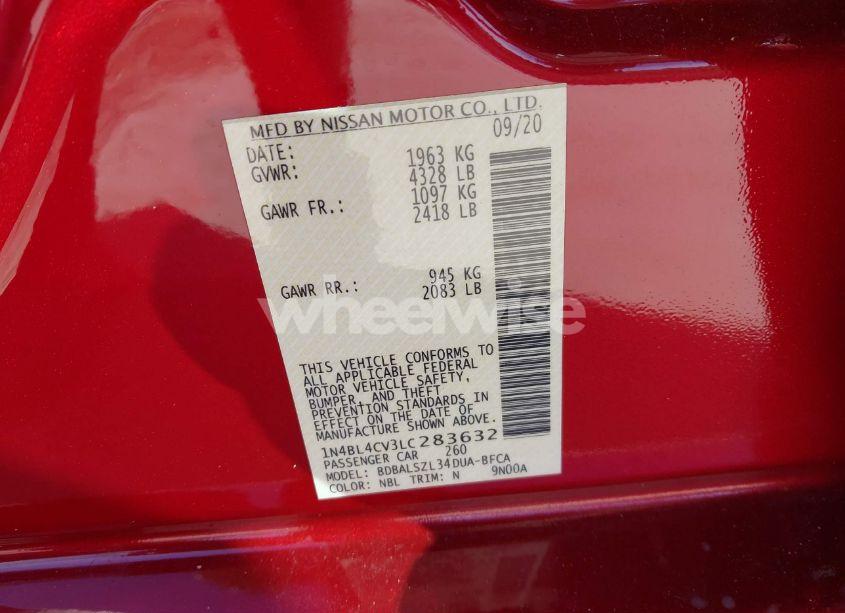 MFD BY NISSAN MOTOR CO., LTD.
DATE: 09/20
GVWR: 1963 KG
4328 LB
GAWR FR.: 1097 KG
2418 LB
GAWR RR.: 945 KG
2083 LB
wheelwise
THIS VEHICLE CONFORMS TO
ALL APPLICABLE FEDERAL
MOTOR VEHICLE SAFETY,
BUMPER, AND THEFT
PREVENTION STANDARDS IN
EFFECT ON THE DATE OF
MANUFACTURE SHOWN ABOVE.
1N4BL4CV3LC283632
PASSENGER CAR 260
MODEL: BDBALSZL34DUA-BFCA
COLOR: NBL TRIM: N 9N00A